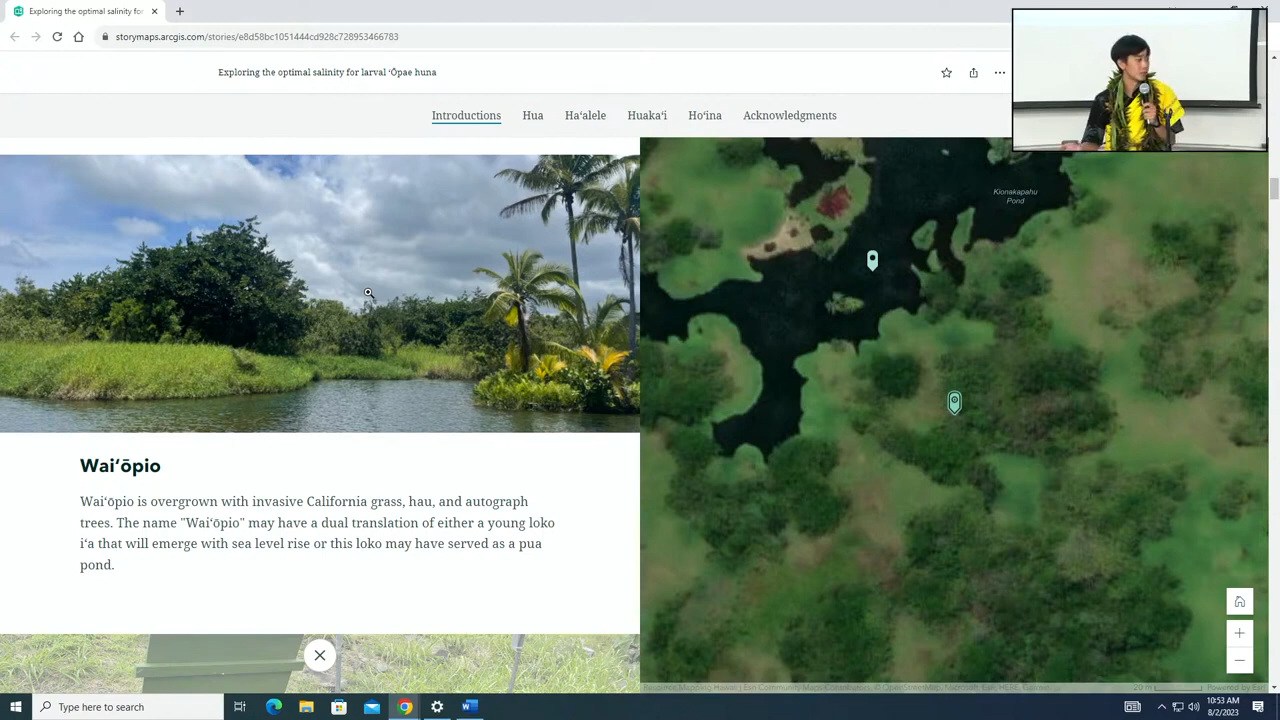 Exploring the optimal salinity for
storymaps.arcgis.com/stories/e8d58bc1051444cd928c728953466783
Exploring the optimal salinity for larval ʻŌpae huna
Introductions Hua Haʻalele Huakaʻi Hoʻina Acknowledgments
Kionakapahu
Pond
Waiʻōpio
Waiʻōpio is overgrown with invasive California grass, hau, and autograph
trees. The name "Waiʻōpio" may have a dual translation of either a young loko
iʻa that will emerge with sea level rise or this loko may have served as a pua
pond.
Powered by Esri
Type here to search
10:53 AM
8/2/2023